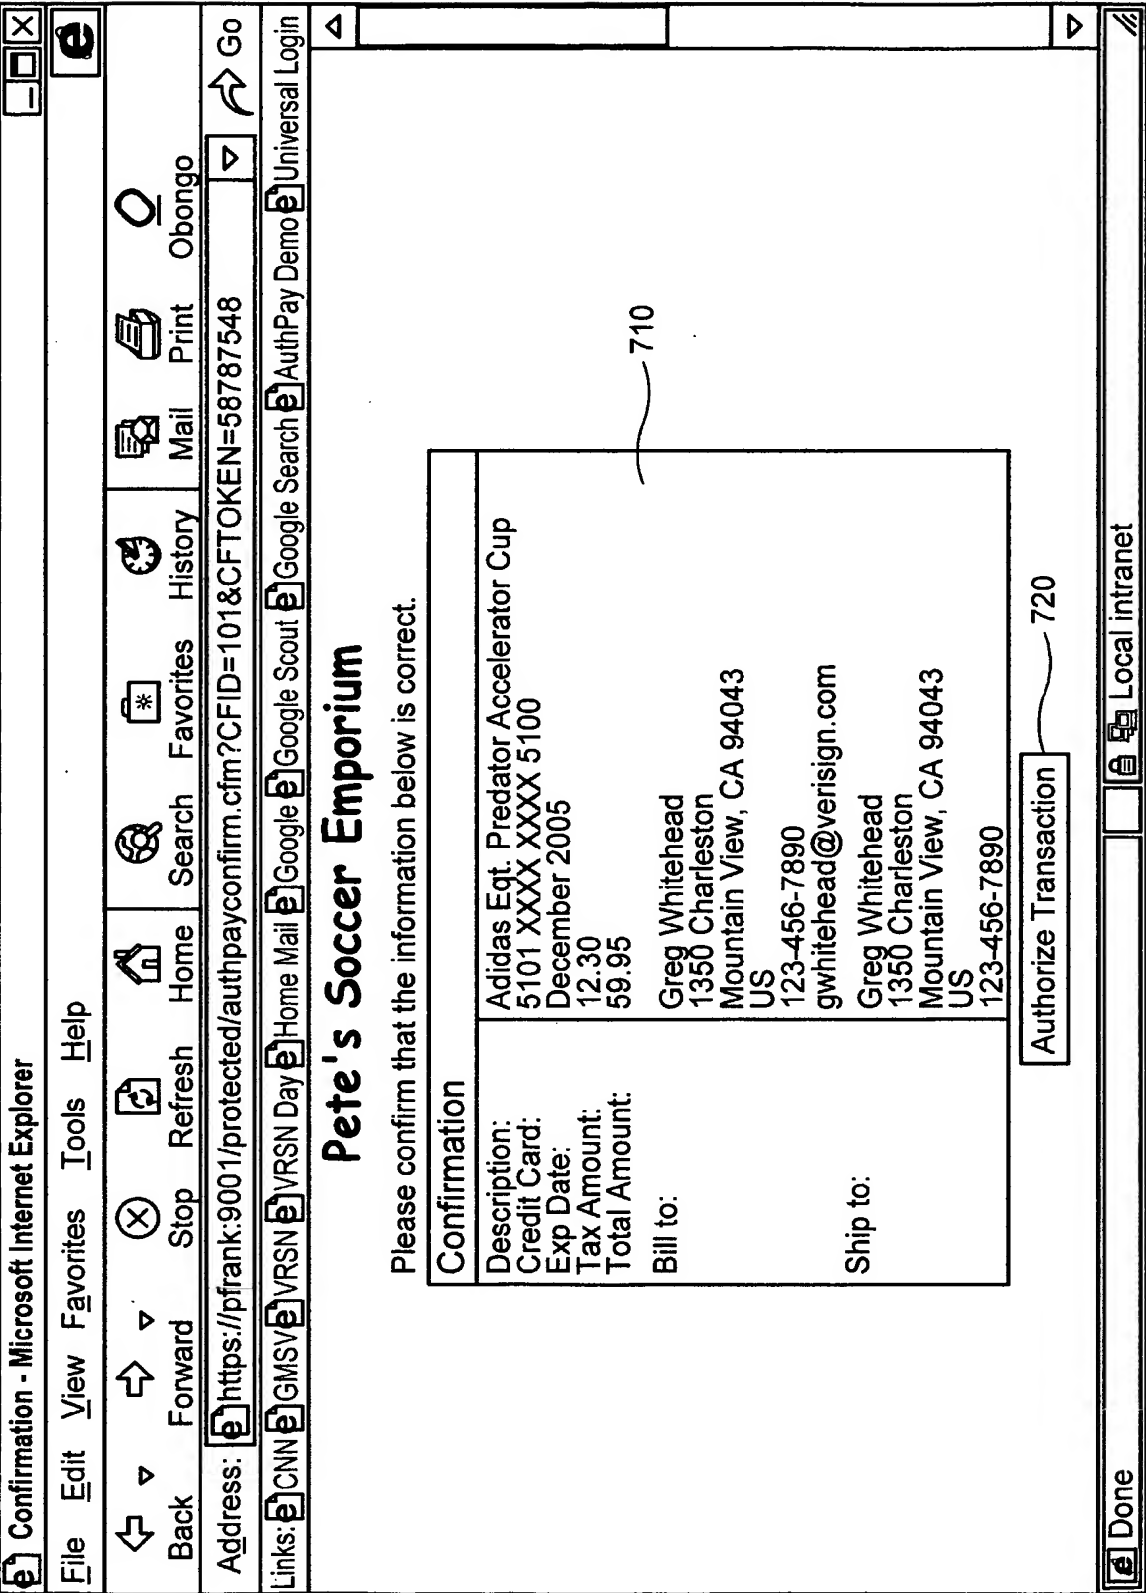 Confirmation - Microsoft Internet Explorer
File Edit View Favorites Tools Help
Back Forward Stop Refresh Home Search Favorites History Mail Print Obongo
Address: https://pfrank:9001/protected/authpayconfirm.cfm?CFID=101&CFTOKEN=58787548 Go
Links: CNN GMSV VRSN VRSN Day Home Mail Google Google Scout Google Search AuthPay Demo Universal Login
Pete's Soccer Emporium
Please confirm that the information below is correct.
Confirmation
Description: Adidas Eqt. Predator Accelerator Cup
Credit Card: 5101 XXXX XXXX 5100
Exp Date: December 2005
Tax Amount: 12.30
Total Amount: 59.95
Bill to: Greg Whitehead
1350 Charleston
Mountain View, CA 94043
US
123-456-7890
gwhitehead@verisign.com
Ship to: Greg Whitehead
1350 Charleston
Mountain View, CA 94043
US
123-456-7890
710
Authorize Transaction
720
Done Local intranet